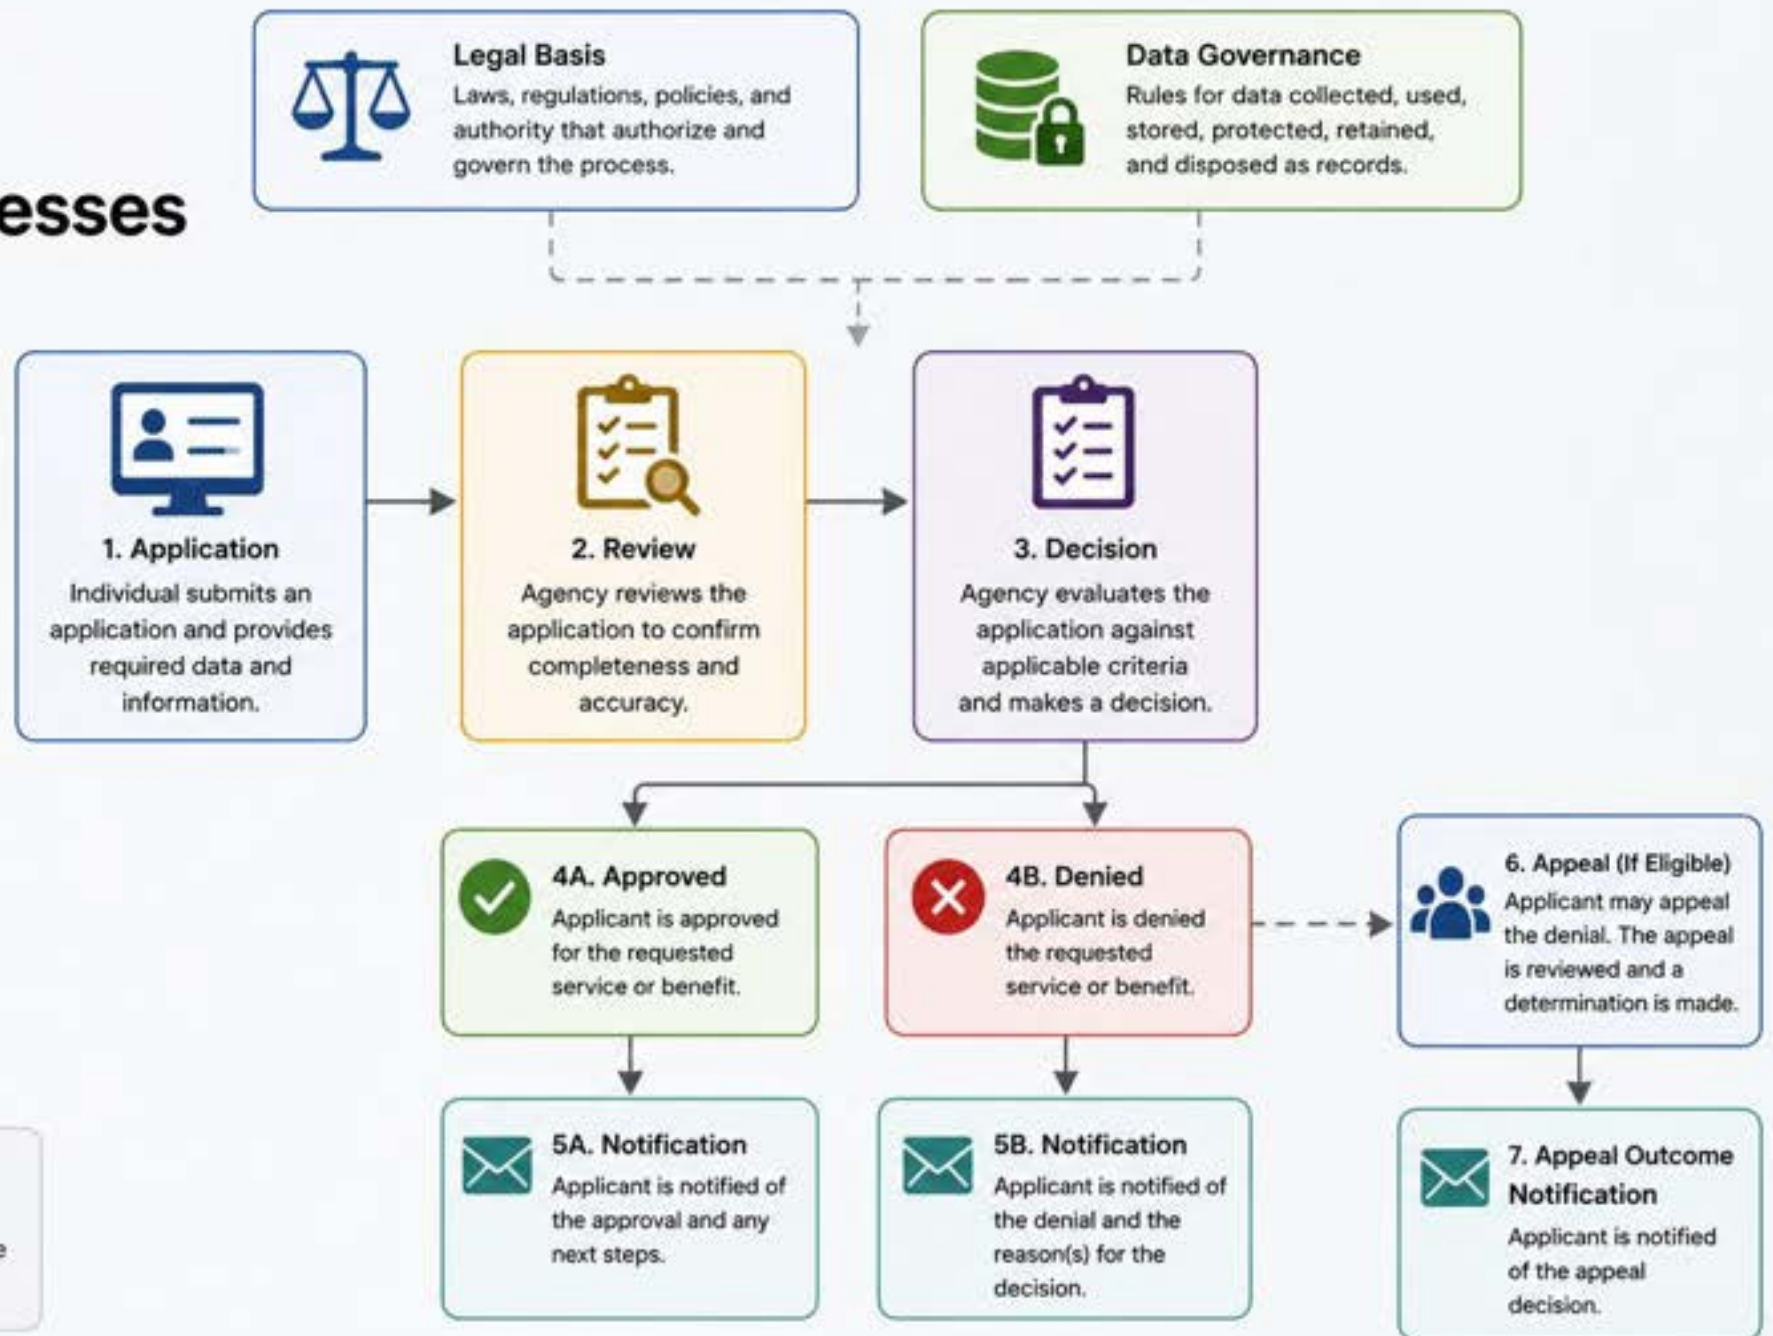 Legal Basis
Laws, regulations, policies, and
authority that authorize and
govern the process.
Data Governance
Rules for data collected, used,
stored, protected, retained,
and disposed as records.
esses
1. Application
Individual submits an
application and provides
required data and
information.
2. Review
Agency reviews the
application to confirm
completeness and
accuracy.
3. Decision
Agency evaluates the
application against
applicable criteria
and makes a decision.
4A. Approved
Applicant is approved
for the requested
service or benefit.
4B. Denied
Applicant is denied
the requested
service or benefit.
6. Appeal (If Eligible)
Applicant may appeal
the denial. The appeal
is reviewed and a
determination is made.
5A. Notification
Applicant is notified of
the approval and any
next steps.
5B. Notification
Applicant is notified of
the denial and the
reason(s) for the
decision.
7. Appeal Outcome
Notification
Applicant is notified
of the appeal
decision.
e